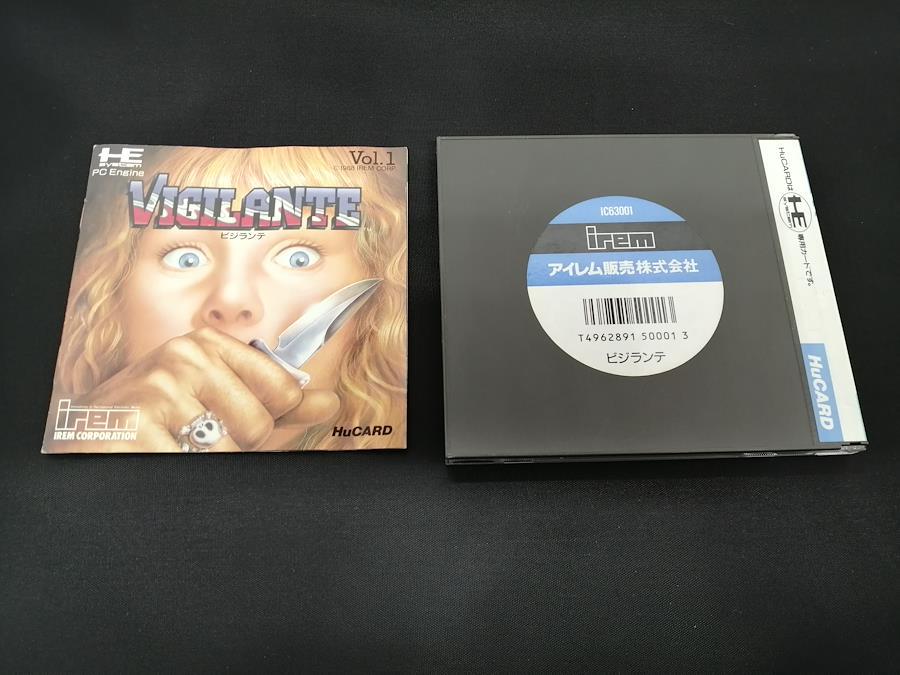 HE
system
PC Engine
Vol.1
©1988 IREM CORP.
VIGILANTE
ビジランテ
irem
IREM CORPORATION
HuCARD
IC63001
irem
アイレム販売株式会社
T4962891 50001 3
ビジランテ
HuCARDは HE system 専用カードです。
HuCARD